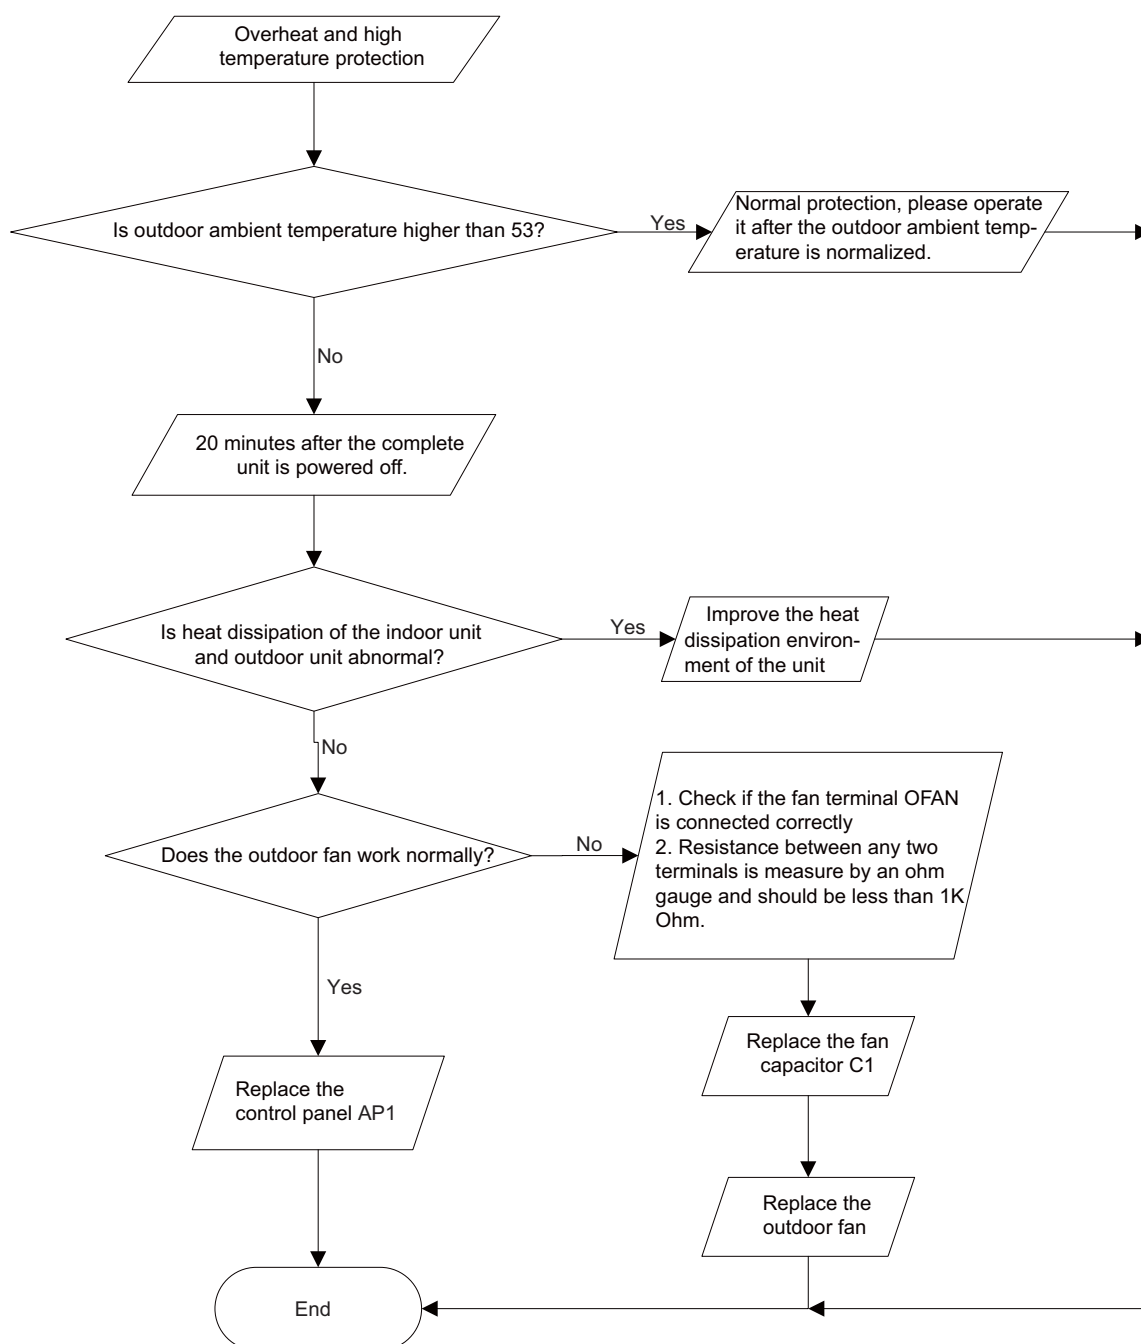 Overheat and high
temperature protection
Is outdoor ambient temperature higher than 53?
Yes
Normal protection, please operate
it after the outdoor ambient temp-
erature is normalized.
No
20 minutes after the complete
unit is powered off.
Is heat dissipation of the indoor unit
and outdoor unit abnormal?
Yes
Improve the heat
dissipation environ-
ment of the unit
No
Does the outdoor fan work normally?
No
1. Check if the fan terminal OFAN
is connected correctly
2. Resistance between any two
terminals is measure by an ohm
gauge and should be less than 1K
Ohm.
Yes
Replace the fan
capacitor C1
Replace the
control panel AP1
Replace the
outdoor fan
End